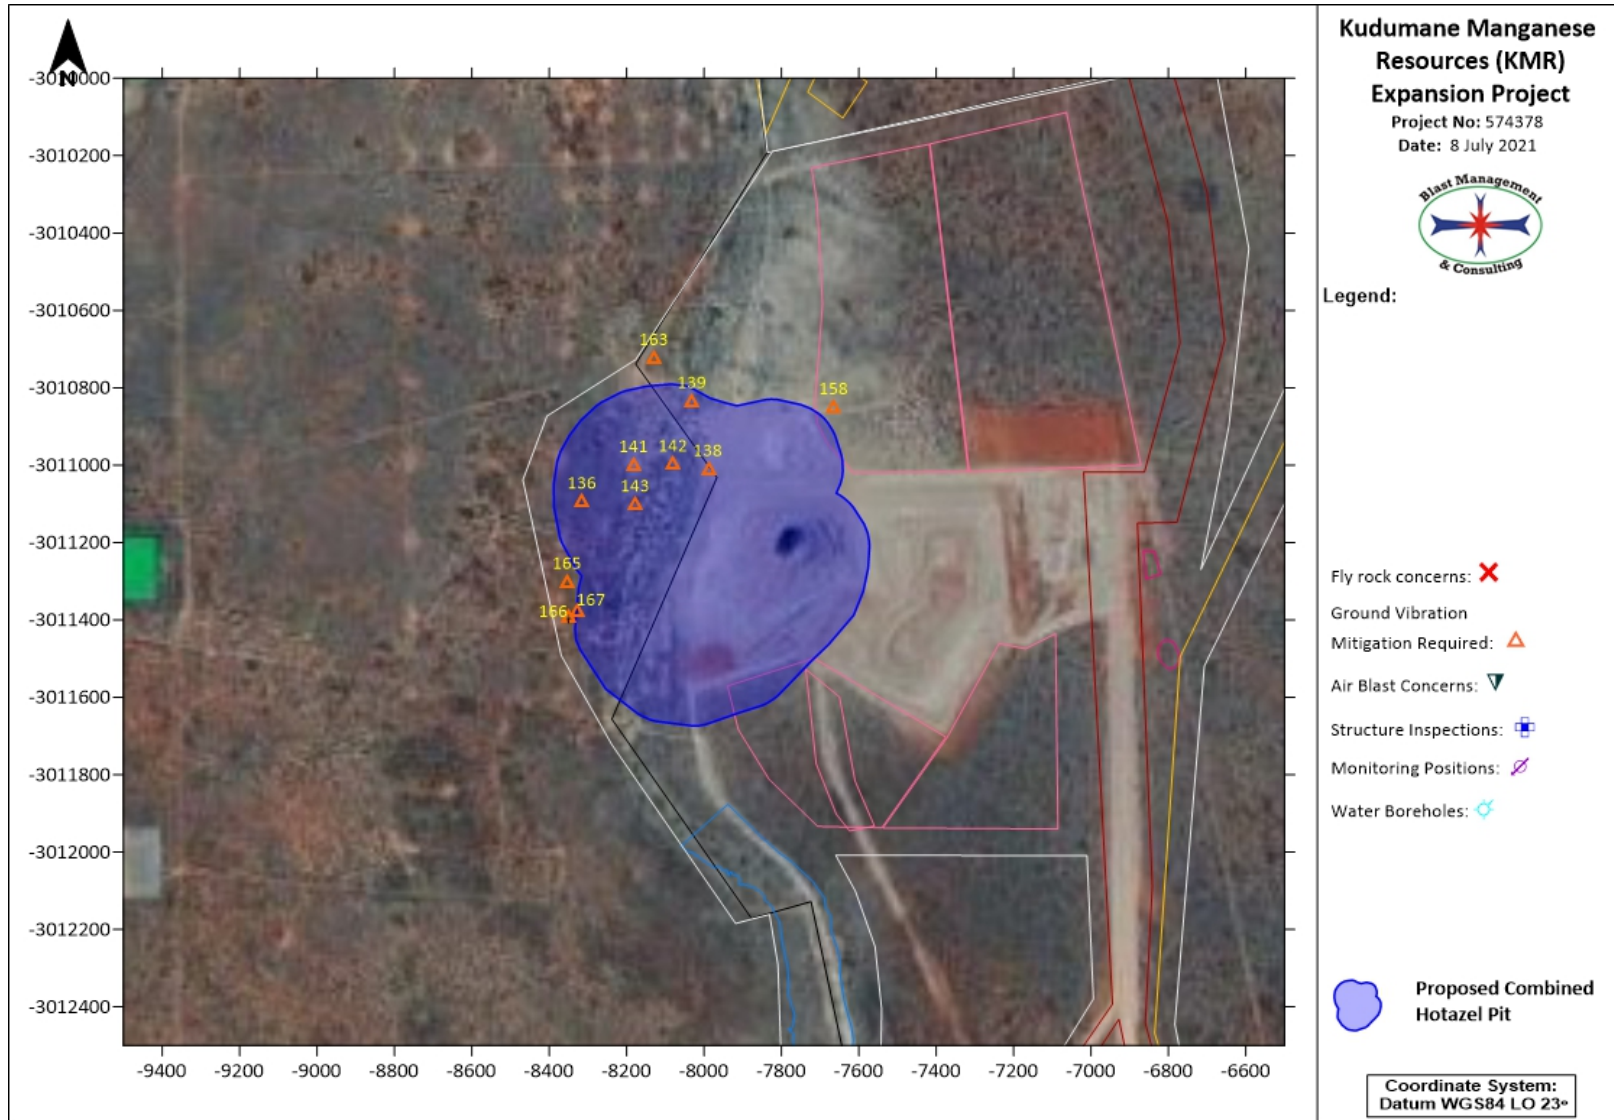 Kudumane Manganese
Resources (KMR)
Expansion Project
Project No: 574378
Date: 8 July 2021
Blast Management
& Consulting
Legend:
Fly rock concerns:
Ground Vibration
Mitigation Required:
Air Blast Concerns:
Structure Inspections:
Monitoring Positions:
Water Boreholes:
Proposed Combined
Hotazel Pit
Coordinate System:
Datum WGS84 LO 23°
N
-3010000
-3010200
-3010400
-3010600
-3010800
-3011000
-3011200
-3011400
-3011600
-3011800
-3012000
-3012200
-3012400
163
139
158
141 142 138
136 143
165
166 167
-9400 -9200 -9000 -8800 -8600 -8400 -8200 -8000 -7800 -7600 -7400 -7200 -7000 -6800 -6600